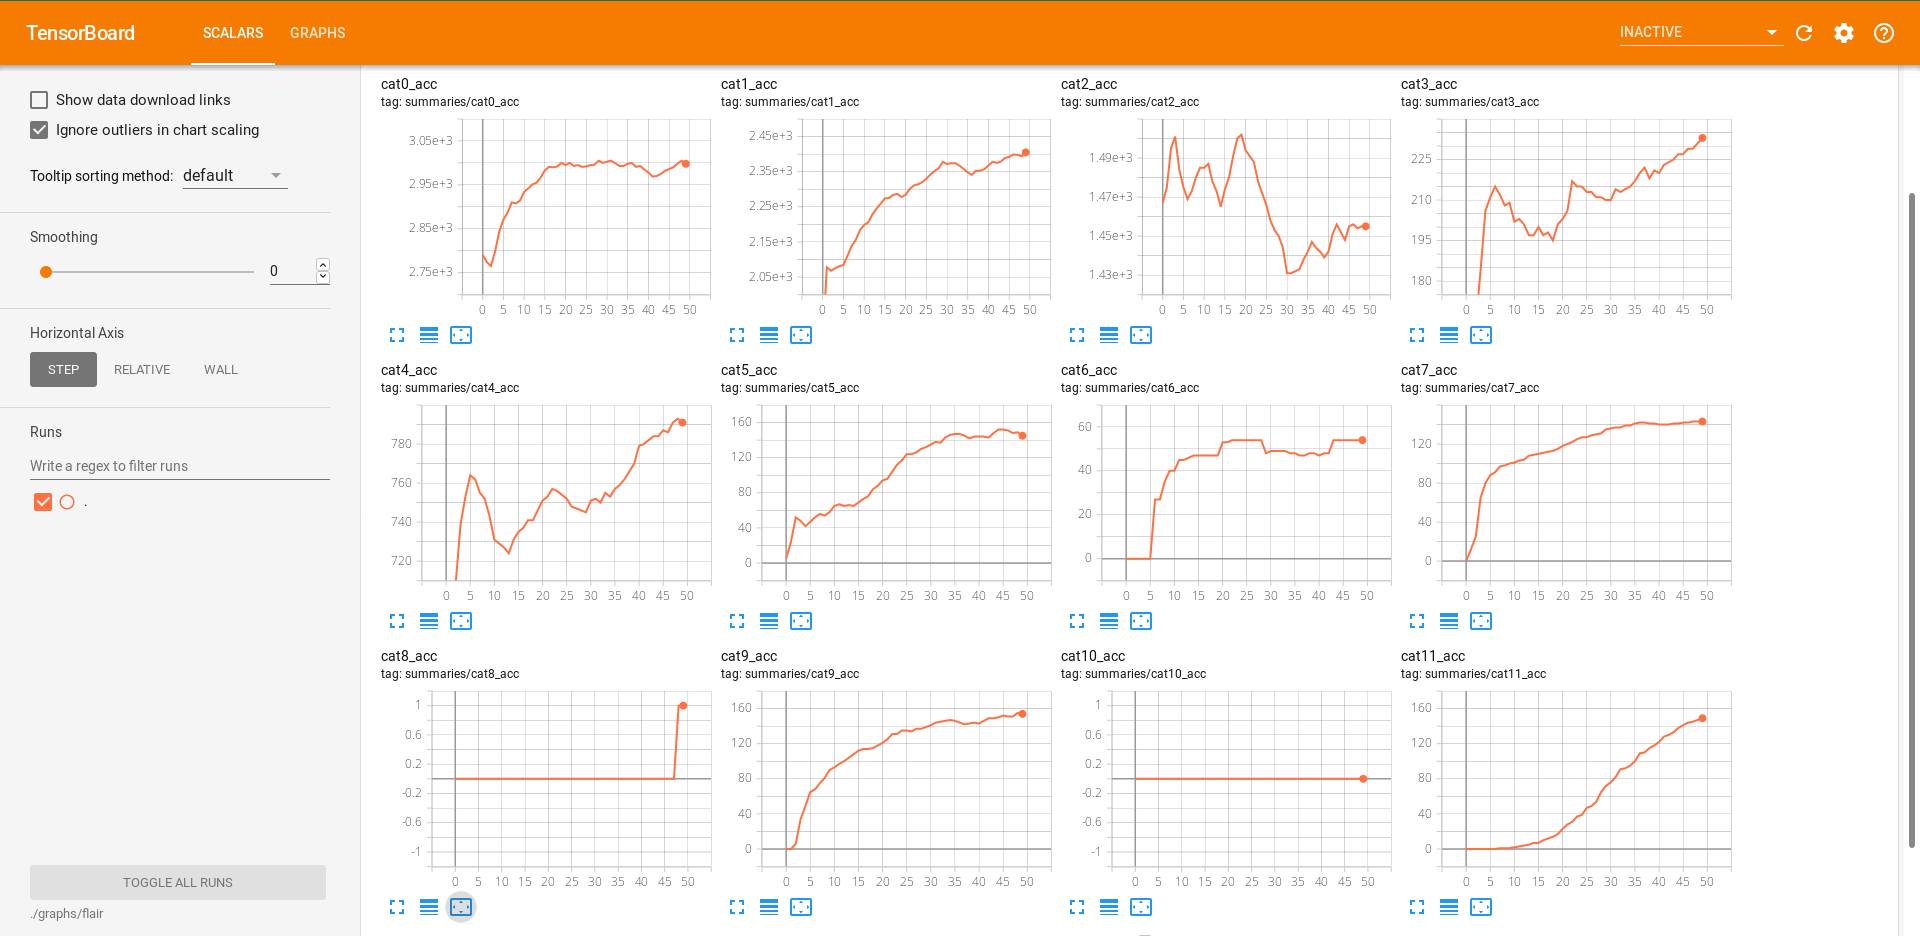 TensorBoard SCALARS GRAPHS INACTIVE
Show data download links
Ignore outliers in chart scaling
Tooltip sorting method: default
Smoothing
0
Horizontal Axis
STEP RELATIVE WALL
Runs
Write a regex to filter runs
.
TOGGLE ALL RUNS
./graphs/flair
cat0_acc
tag: summaries/cat0_acc
3.05e+3
2.95e+3
2.85e+3
2.75e+3
0 5 10 15 20 25 30 35 40 45 50
cat1_acc
tag: summaries/cat1_acc
2.45e+3
2.35e+3
2.25e+3
2.15e+3
2.05e+3
0 5 10 15 20 25 30 35 40 45 50
cat2_acc
tag: summaries/cat2_acc
1.49e+3
1.47e+3
1.45e+3
1.43e+3
0 5 10 15 20 25 30 35 40 45 50
cat3_acc
tag: summaries/cat3_acc
225
210
195
180
0 5 10 15 20 25 30 35 40 45 50
cat4_acc
tag: summaries/cat4_acc
780
760
740
720
0 5 10 15 20 25 30 35 40 45 50
cat5_acc
tag: summaries/cat5_acc
160
120
80
40
0
0 5 10 15 20 25 30 35 40 45 50
cat6_acc
tag: summaries/cat6_acc
60
40
20
0
0 5 10 15 20 25 30 35 40 45 50
cat7_acc
tag: summaries/cat7_acc
120
80
40
0
0 5 10 15 20 25 30 35 40 45 50
cat8_acc
tag: summaries/cat8_acc
1
0.6
0.2
-0.2
-0.6
-1
0 5 10 15 20 25 30 35 40 45 50
cat9_acc
tag: summaries/cat9_acc
160
120
80
40
0
0 5 10 15 20 25 30 35 40 45 50
cat10_acc
tag: summaries/cat10_acc
1
0.6
0.2
-0.2
-0.6
-1
0 5 10 15 20 25 30 35 40 45 50
cat11_acc
tag: summaries/cat11_acc
160
120
80
40
0
0 5 10 15 20 25 30 35 40 45 50